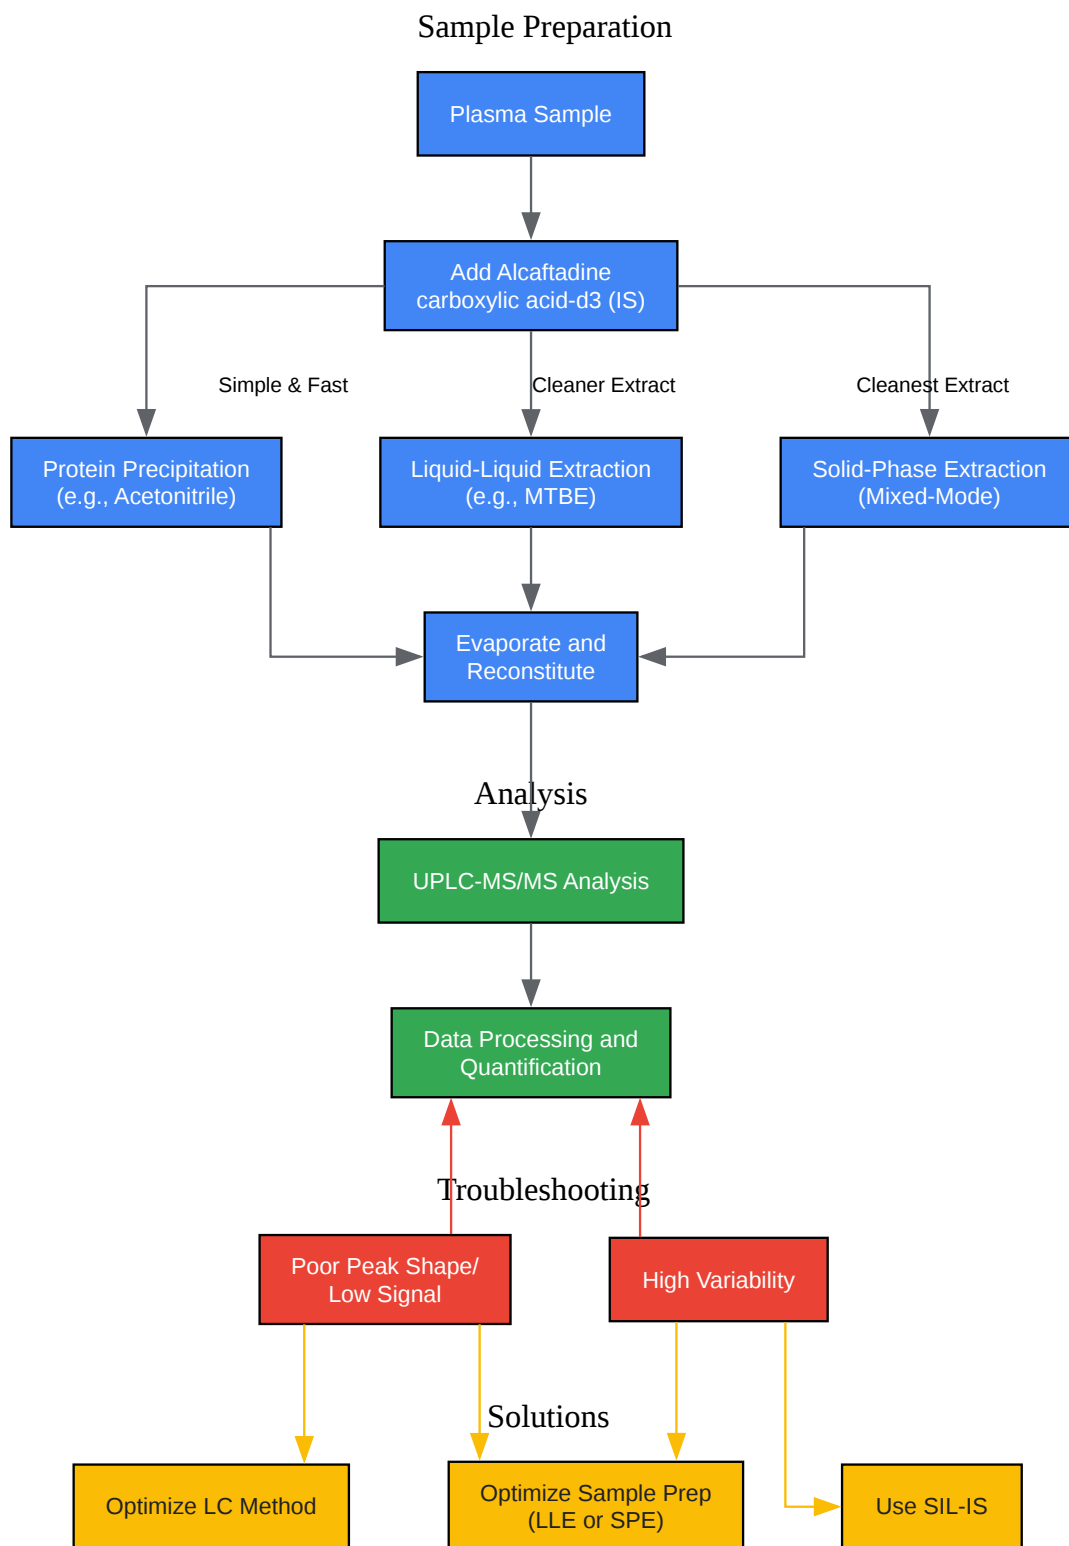 Sample Preparation
Plasma Sample
Add Alcaftadine
carboxylic acid-d3 (IS)
Simple & Fast
Cleaner Extract
Cleanest Extract
Protein Precipitation
(e.g., Acetonitrile)
Liquid-Liquid Extraction
(e.g., MTBE)
Solid-Phase Extraction
(Mixed-Mode)
Evaporate and
Reconstitute
Analysis
UPLC-MS/MS Analysis
Data Processing and
Quantification
Troubleshooting
Poor Peak Shape/
Low Signal
High Variability
Solutions
Optimize LC Method
Optimize Sample Prep
(LLE or SPE)
Use SIL-IS